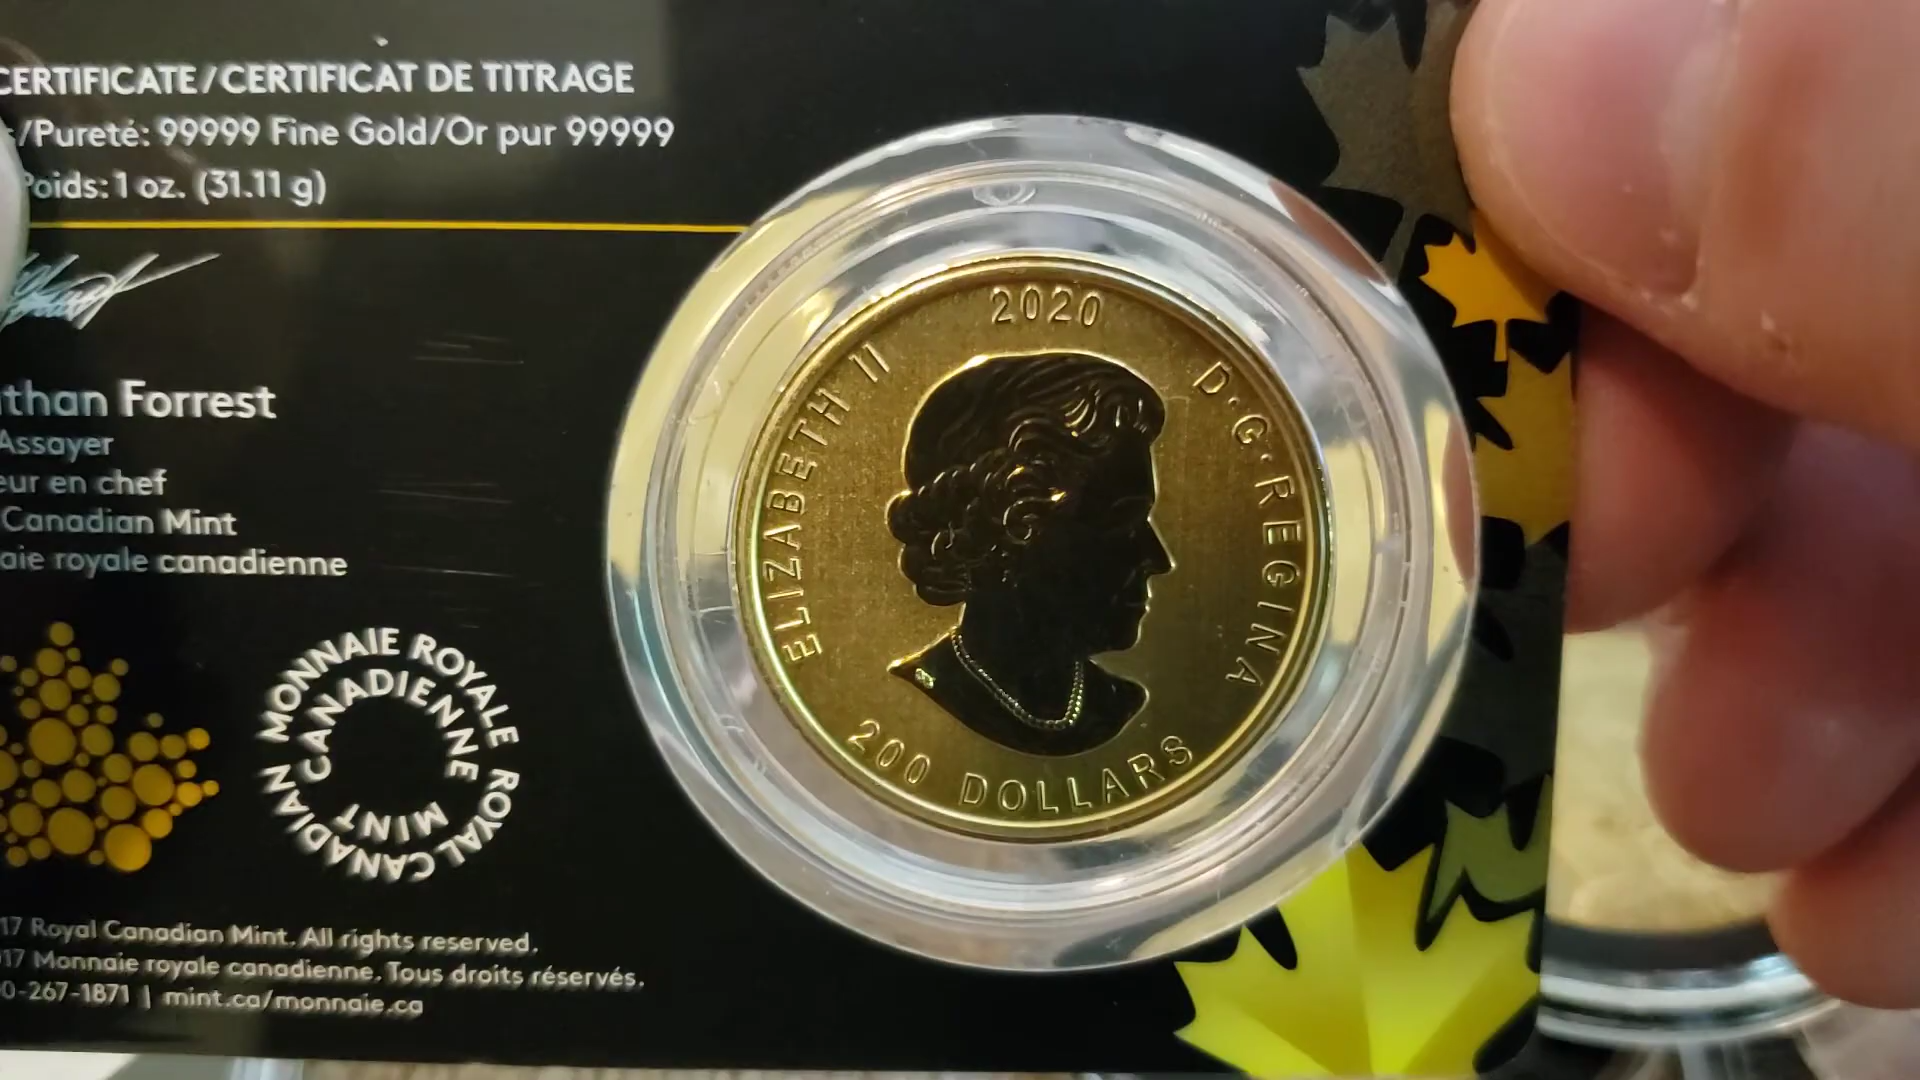 CERTIFICATE/CERTIFICAT DE TITRAGE
/Pureté: 99999 Fine Gold/Or pur 99999
Poids: 1 oz. (31.11 g)
than Forrest
Assayer
eur en chef
Canadian Mint
aie royale canadienne
MONNAIE ROYALE CANADIENNE
ROYAL CANADIAN MINT
17 Royal Canadian Mint. All rights reserved.
17 Monnaie royale canadienne. Tous droits réservés.
0-267-1871 | mint.ca/monnaie.ca
2020
ELIZABETH II
D·G·REGINA
200 DOLLARS